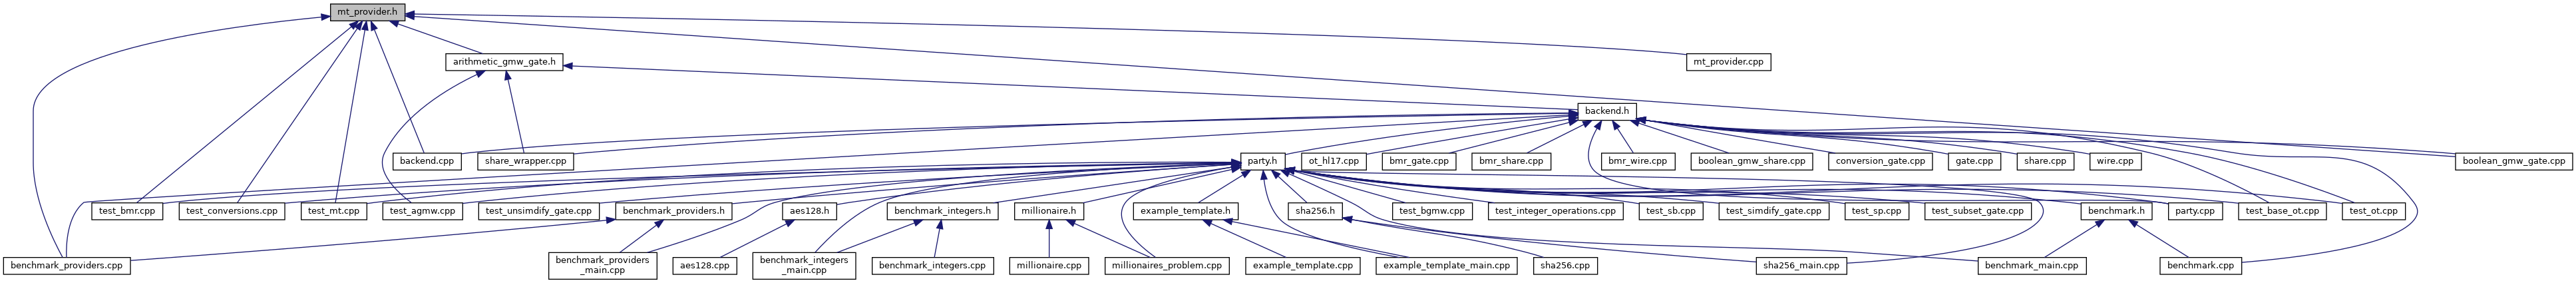 mt_provider.h
arithmetic_gmw_gate.h
mt_provider.cpp
backend.h
backend.cpp
share_wrapper.cpp
party.h
ot_hl17.cpp
bmr_gate.cpp
bmr_share.cpp
bmr_wire.cpp
boolean_gmw_share.cpp
conversion_gate.cpp
gate.cpp
share.cpp
wire.cpp
boolean_gmw_gate.cpp
test_bmr.cpp
test_conversions.cpp
test_mt.cpp
test_agmw.cpp
test_unsimdify_gate.cpp
benchmark_providers.h
aes128.h
benchmark_integers.h
millionaire.h
example_template.h
sha256.h
test_bgmw.cpp
test_integer_operations.cpp
test_sb.cpp
test_simdify_gate.cpp
test_sp.cpp
test_subset_gate.cpp
benchmark.h
party.cpp
test_base_ot.cpp
test_ot.cpp
benchmark_providers.cpp
benchmark_providers
_main.cpp
aes128.cpp
benchmark_integers
_main.cpp
benchmark_integers.cpp
millionaire.cpp
millionaires_problem.cpp
example_template.cpp
example_template_main.cpp
sha256.cpp
sha256_main.cpp
benchmark_main.cpp
benchmark.cpp